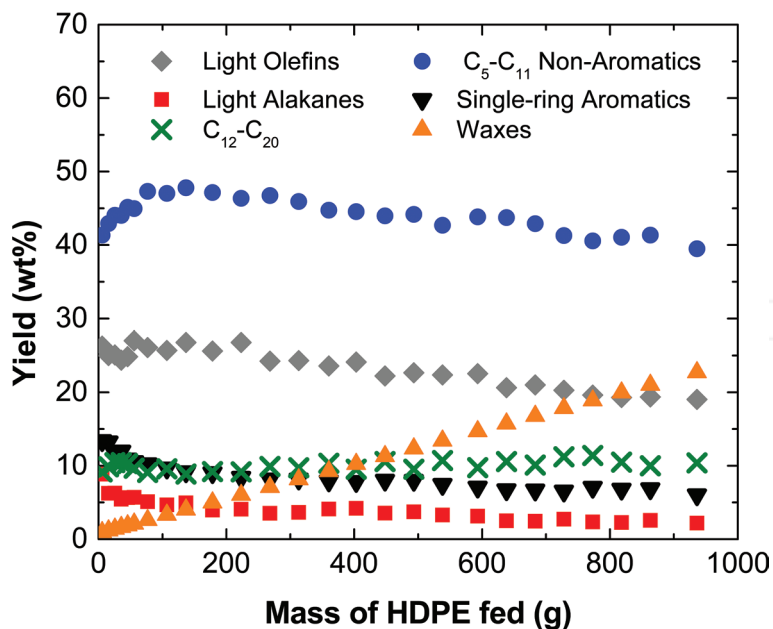 70
60
50
40
30
20
10
0
Yield (wt%)
Light Olefins
C₅-C₁₁ Non-Aromatics
Light Alakanes
Single-ring Aromatics
C₁₂-C₂₀
Waxes
0 200 400 600 800 1000
Mass of HDPE fed (g)